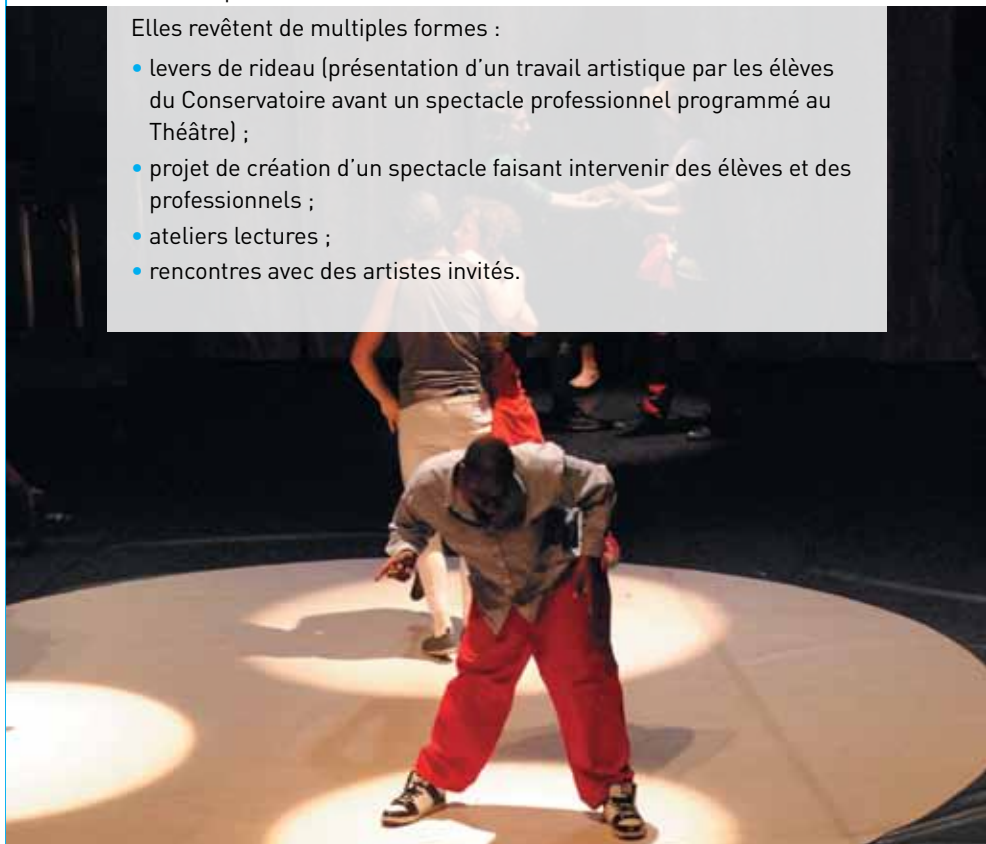 Elles revêtent de multiples formes :
• levers de rideau (présentation d'un travail artistique par les élèves
du Conservatoire avant un spectacle professionnel programmé au
Théâtre) ;
• projet de création d'un spectacle faisant intervenir des élèves et des
professionnels ;
• ateliers lectures ;
• rencontres avec des artistes invités.